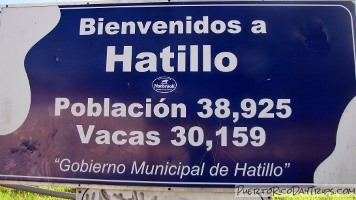 Bienvenidos a
Hatillo
Población 38,925
Vacas 30,159
"Gobierno Municipal de Hatillo"
PuertoRicoDayTrips.com